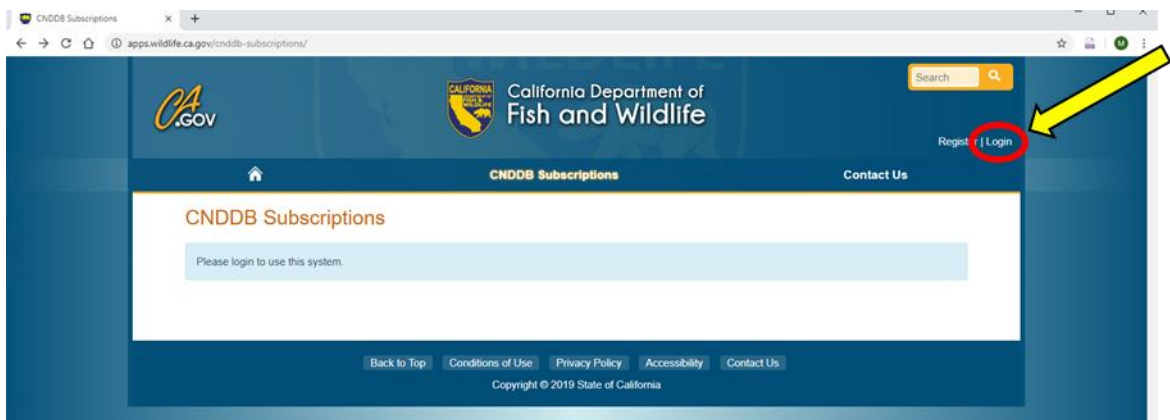 CNDDB Subscriptions
apps.wildlife.ca.gov/cnddb-subscriptions/
M
CA
.GOV
CALIFORNIA
California Department of
Fish and Wildlife
Search
Register | Login
CNDDB Subscriptions
Contact Us
CNDDB Subscriptions
Please login to use this system.
Back to Top Conditions of Use Privacy Policy Accessibility Contact Us
Copyright © 2019 State of California